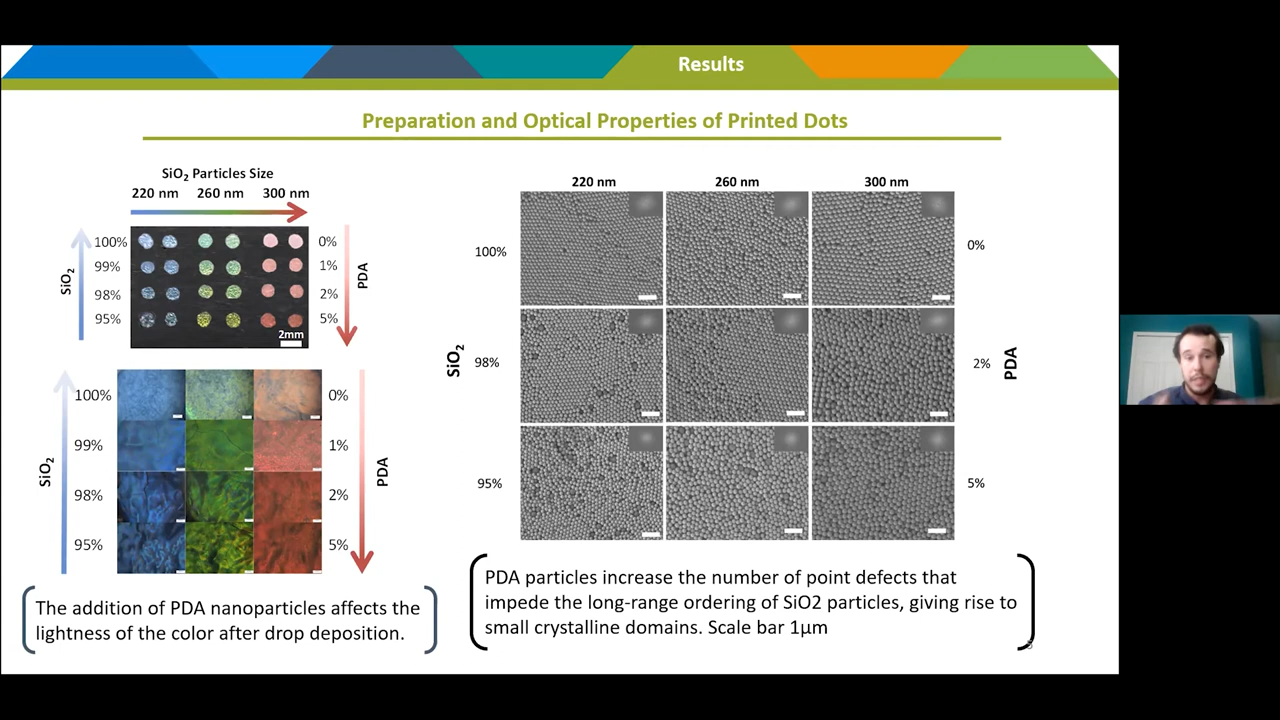 Results
Preparation and Optical Properties of Printed Dots
SiO2 Particles Size
220 nm 260 nm 300 nm
SiO2
100%
99%
98%
95%
0%
1%
2%
5%
PDA
2mm
SiO2
100%
99%
98%
95%
0%
1%
2%
5%
PDA
The addition of PDA nanoparticles affects the
lightness of the color after drop deposition.
220 nm 260 nm 300 nm
SiO2
100%
98%
95%
0%
2%
5%
PDA
PDA particles increase the number of point defects that
impede the long-range ordering of SiO2 particles, giving rise to
small crystalline domains. Scale bar 1µm